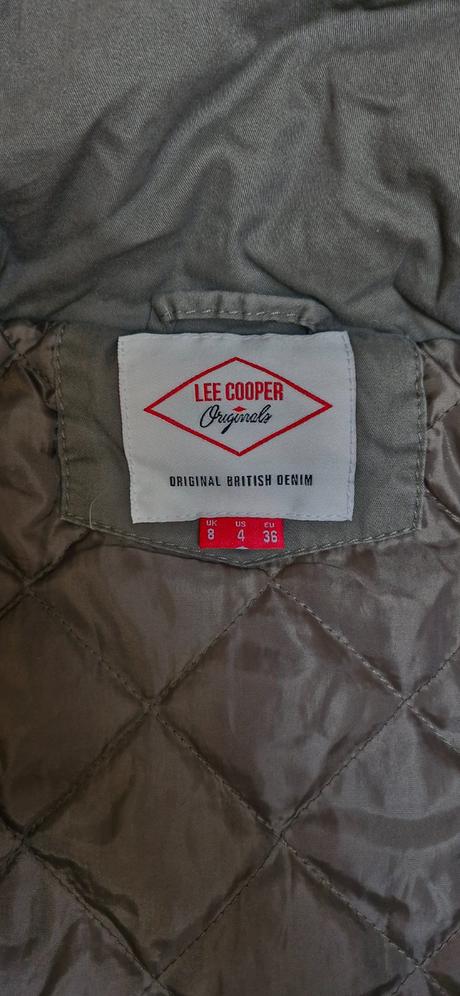 LEE COOPER
Originals
ORIGINAL BRITISH DENIM
UK US EU
8 4 36